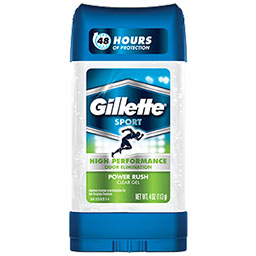 48 HOURS
OF PROTECTION
Gillette
SPORT
HIGH PERFORMANCE
ODOR ELIMINATION
POWER RUSH
CLEAR GEL
NET WT. 4 OZ (113 g)